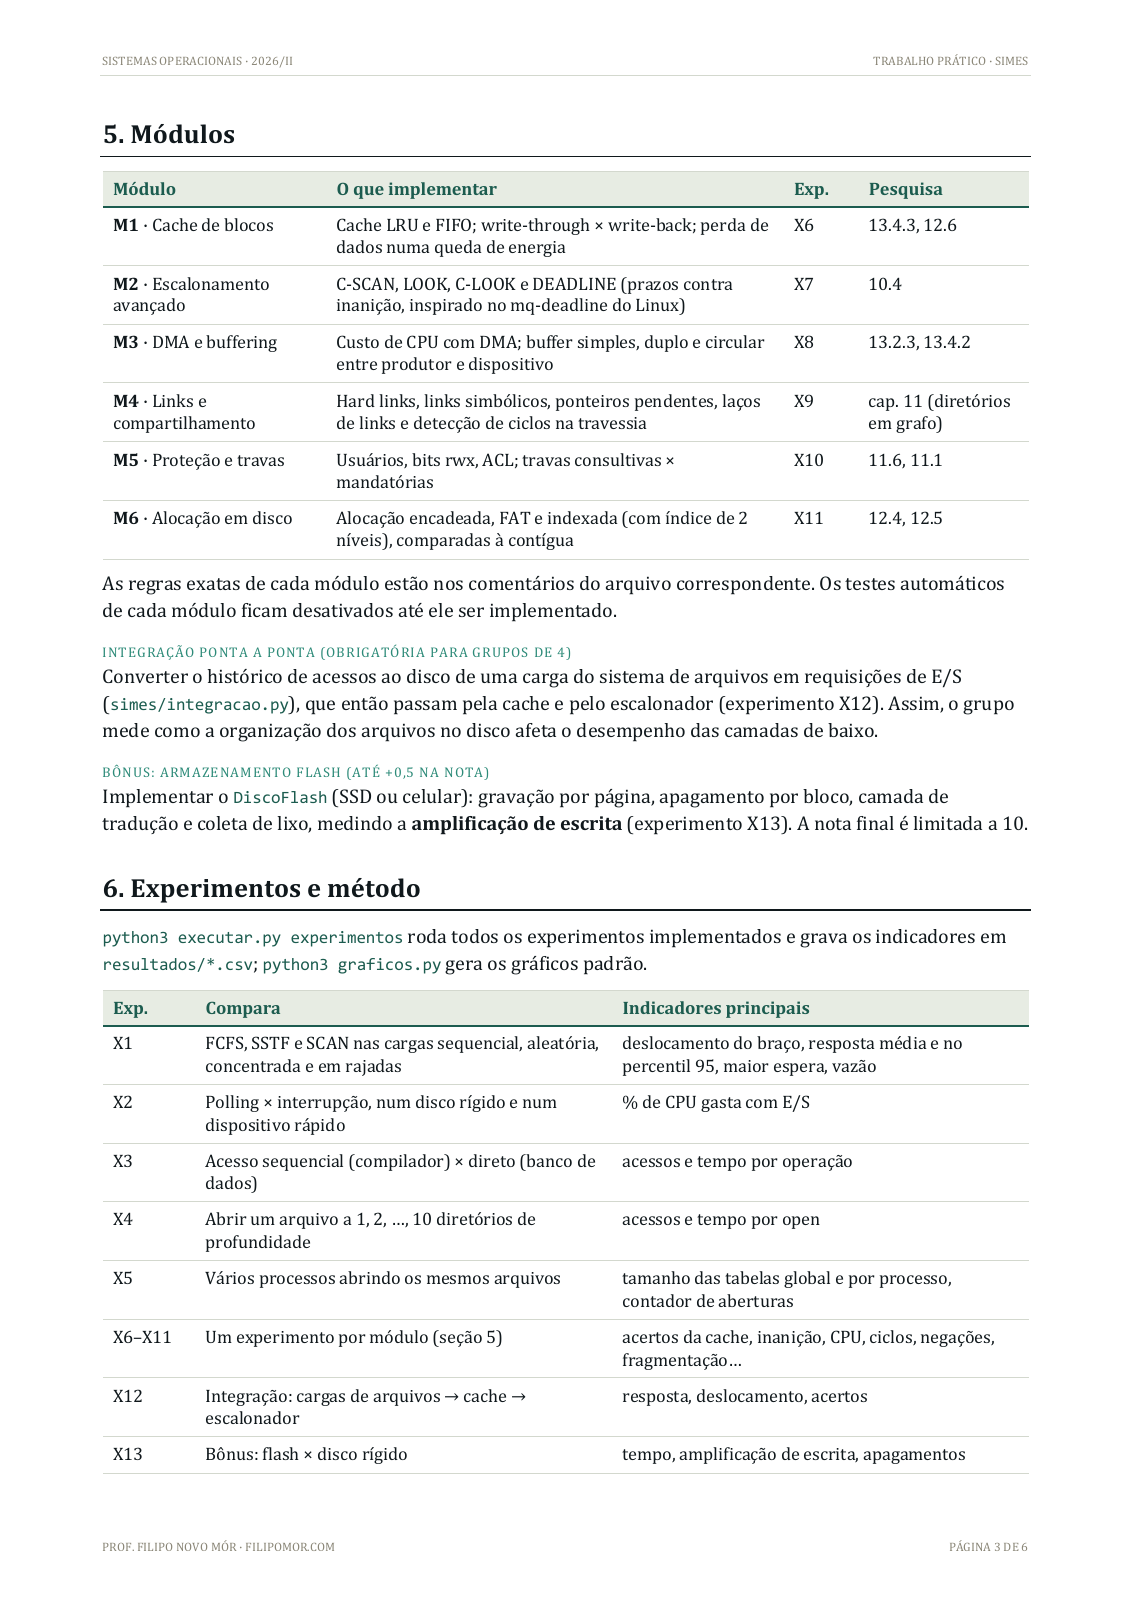 SISTEMAS OPERACIONAIS · 2026/II
TRABALHO PRÁTICO · SIMES
5. Módulos
Módulo O que implementar Exp. Pesquisa
M1 · Cache de blocos Cache LRU e FIFO; write-through × write-back; perda de X6 13.4.3, 12.6
dados numa queda de energia
M2 · Escalonamento C-SCAN, LOOK, C-LOOK e DEADLINE (prazos contra X7 10.4
avançado inanição, inspirado no mq-deadline do Linux)
M3 · DMA e buffering Custo de CPU com DMA; buffer simples, duplo e circular X8 13.2.3, 13.4.2
entre produtor e dispositivo
M4 · Links e Hard links, links simbólicos, ponteiros pendentes, laços X9 cap. 11 (diretórios
compartilhamento de links e detecção de ciclos na travessia em grafo)
M5 · Proteção e travas Usuários, bits rwx, ACL; travas consultivas × X10 11.6, 11.1
mandatórias
M6 · Alocação em disco Alocação encadeada, FAT e indexada (com índice de 2 X11 12.4, 12.5
níveis), comparadas à contígua
As regras exatas de cada módulo estão nos comentários do arquivo correspondente. Os testes automáticos
de cada módulo ficam desativados até ele ser implementado.
INTEGRAÇÃO PONTA A PONTA (OBRIGATÓRIA PARA GRUPOS DE 4)
Converter o histórico de acessos ao disco de uma carga do sistema de arquivos em requisições de E/S
(simes/integracao.py), que então passam pela cache e pelo escalonador (experimento X12). Assim, o grupo
mede como a organização dos arquivos no disco afeta o desempenho das camadas de baixo.
BÔNUS: ARMAZENAMENTO FLASH (ATÉ +0,5 NA NOTA)
Implementar o DiscoFlash (SSD ou celular): gravação por página, apagamento por bloco, camada de
tradução e coleta de lixo, medindo a amplificação de escrita (experimento X13). A nota final é limitada a 10.
6. Experimentos e método
python3 executar.py experimentos roda todos os experimentos implementados e grava os indicadores em
resultados/*.csv; python3 graficos.py gera os gráficos padrão.
Exp. Compara Indicadores principais
X1 FCFS, SSTF e SCAN nas cargas sequencial, aleatória, deslocamento do braço, resposta média e no
concentrada e em rajadas percentil 95, maior espera, vazão
X2 Polling × interrupção, num disco rígido e num % de CPU gasta com E/S
dispositivo rápido
X3 Acesso sequencial (compilador) × direto (banco de acessos e tempo por operação
dados)
X4 Abrir um arquivo a 1, 2, …, 10 diretórios de acessos e tempo por open
profundidade
X5 Vários processos abrindo os mesmos arquivos tamanho das tabelas global e por processo,
contador de aberturas
X6–X11 Um experimento por módulo (seção 5) acertos da cache, inanição, CPU, ciclos, negações,
fragmentação…
X12 Integração: cargas de arquivos → cache → resposta, deslocamento, acertos
escalonador
X13 Bônus: flash × disco rígido tempo, amplificação de escrita, apagamentos
PROF. FILIPO NOVO MÓR · FILIPOMOR.COM
PÁGINA 3 DE 6